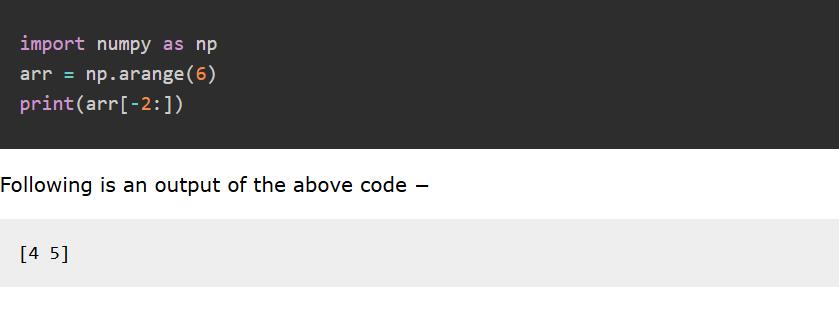 import numpy as np
arr = np.arange(6)
print(arr[-2:])
Following is an output of the above code −
[4 5]